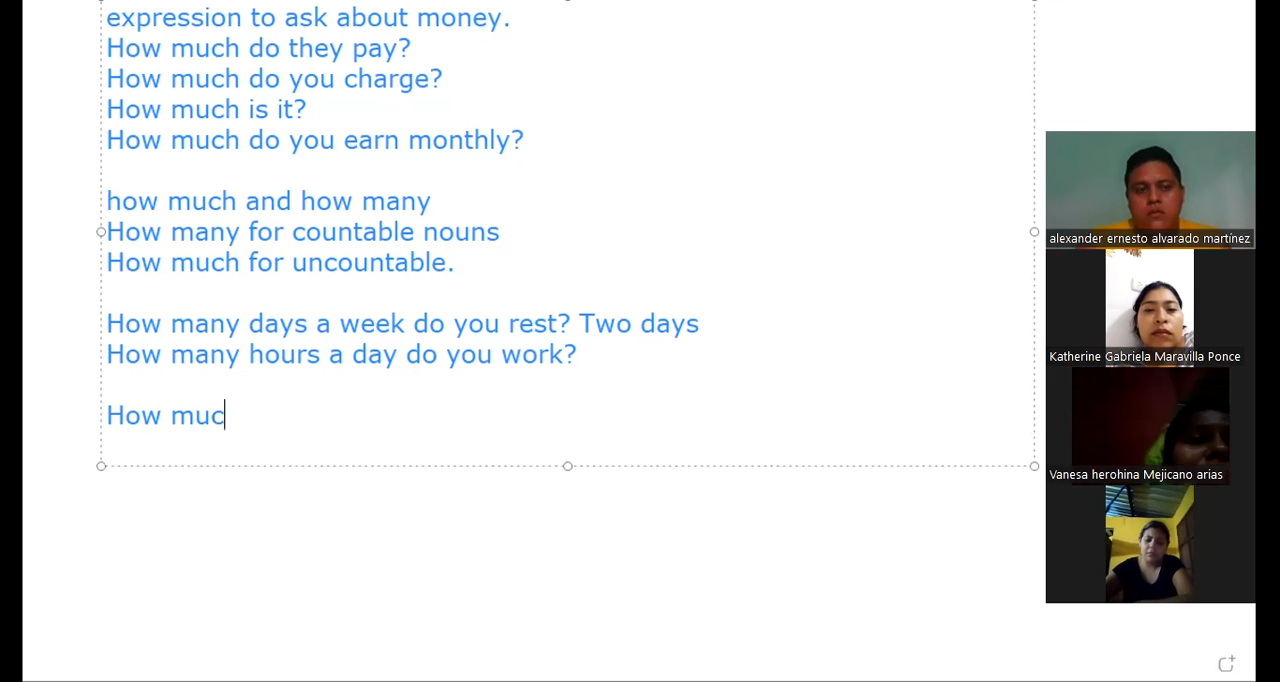 expression to ask about money.
How much do they pay?
How much do you charge?
How much is it?
How much do you earn monthly?
how much and how many
How many for countable nouns
How much for uncountable.
How many days a week do you rest? Two days
How many hours a day do you work?
How muc
alexander ernesto alvarado martínez
Katherine Gabriela Maravilla Ponce
Vanesa herohina Mejicano arias